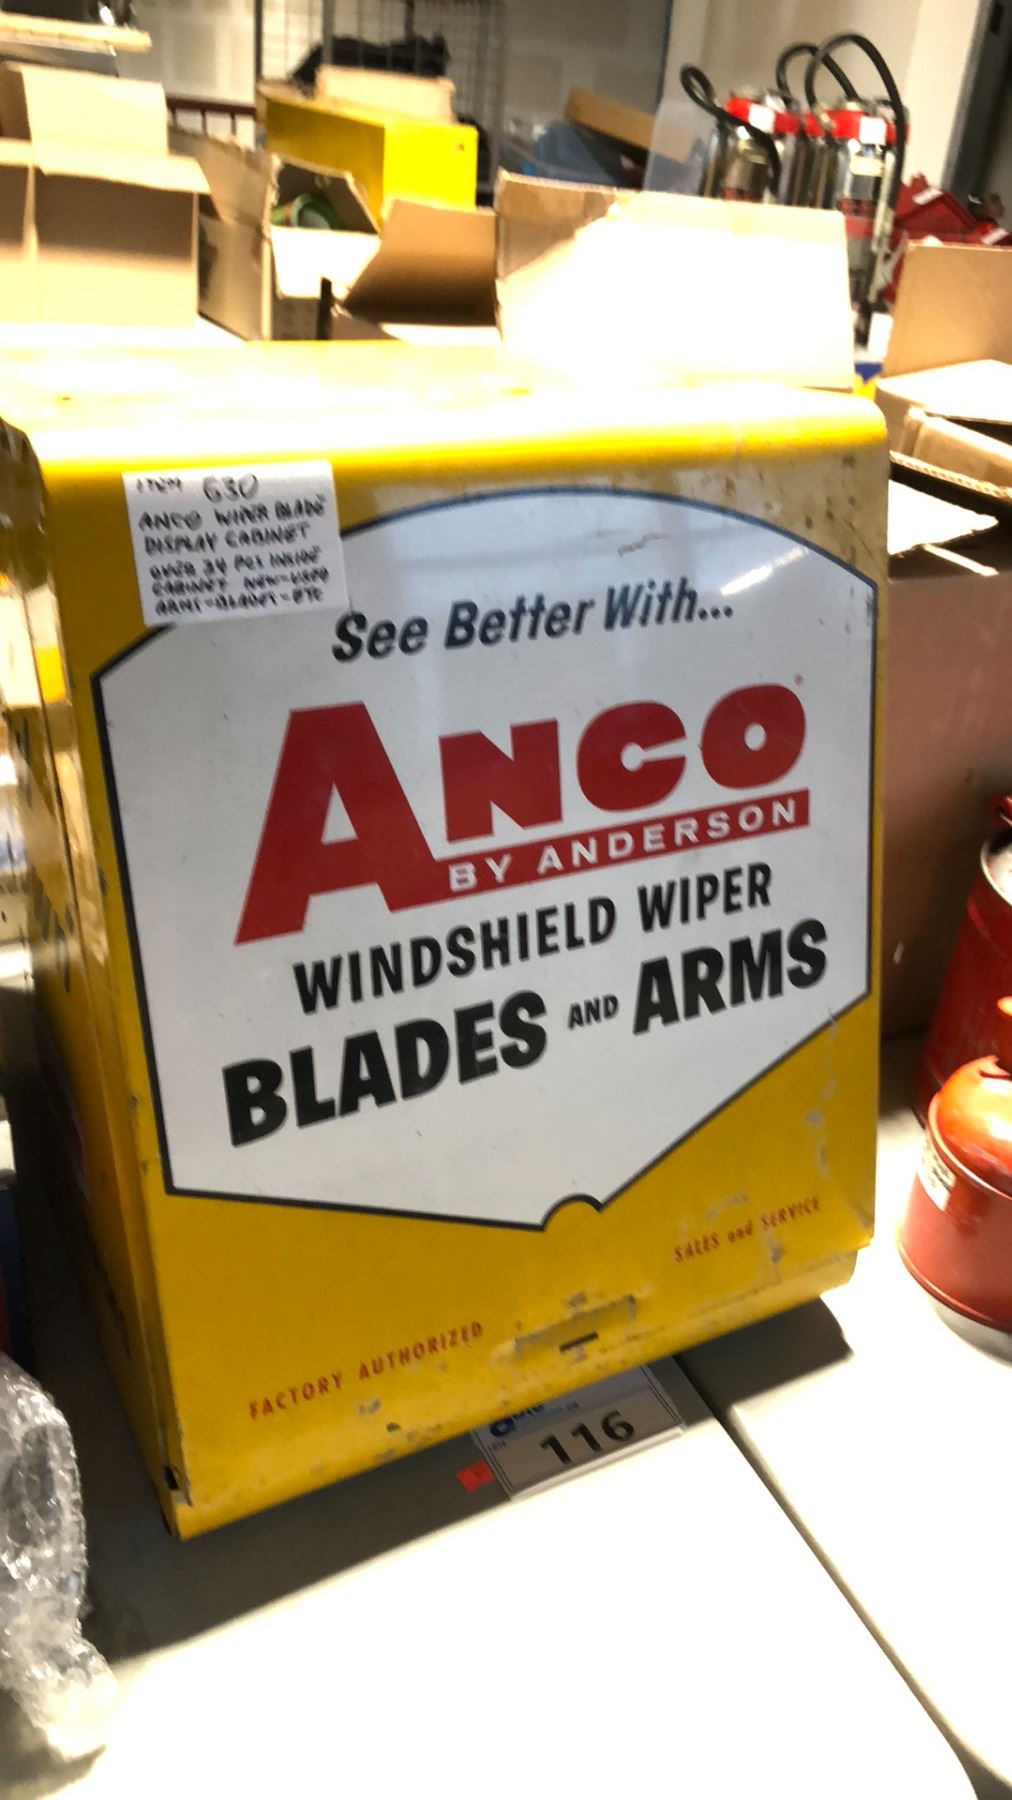 ITEM 630
ANCO WIPER BLADE
DISPLAY CABINET
OVER 34 PCS INSIDE
CABINET NEW-USED
ARMS-BLADES-ETC
See Better With...
ANCO
BY ANDERSON
WINDSHIELD WIPER
BLADES AND ARMS
SALES and SERVICE
FACTORY AUTHORIZED
116